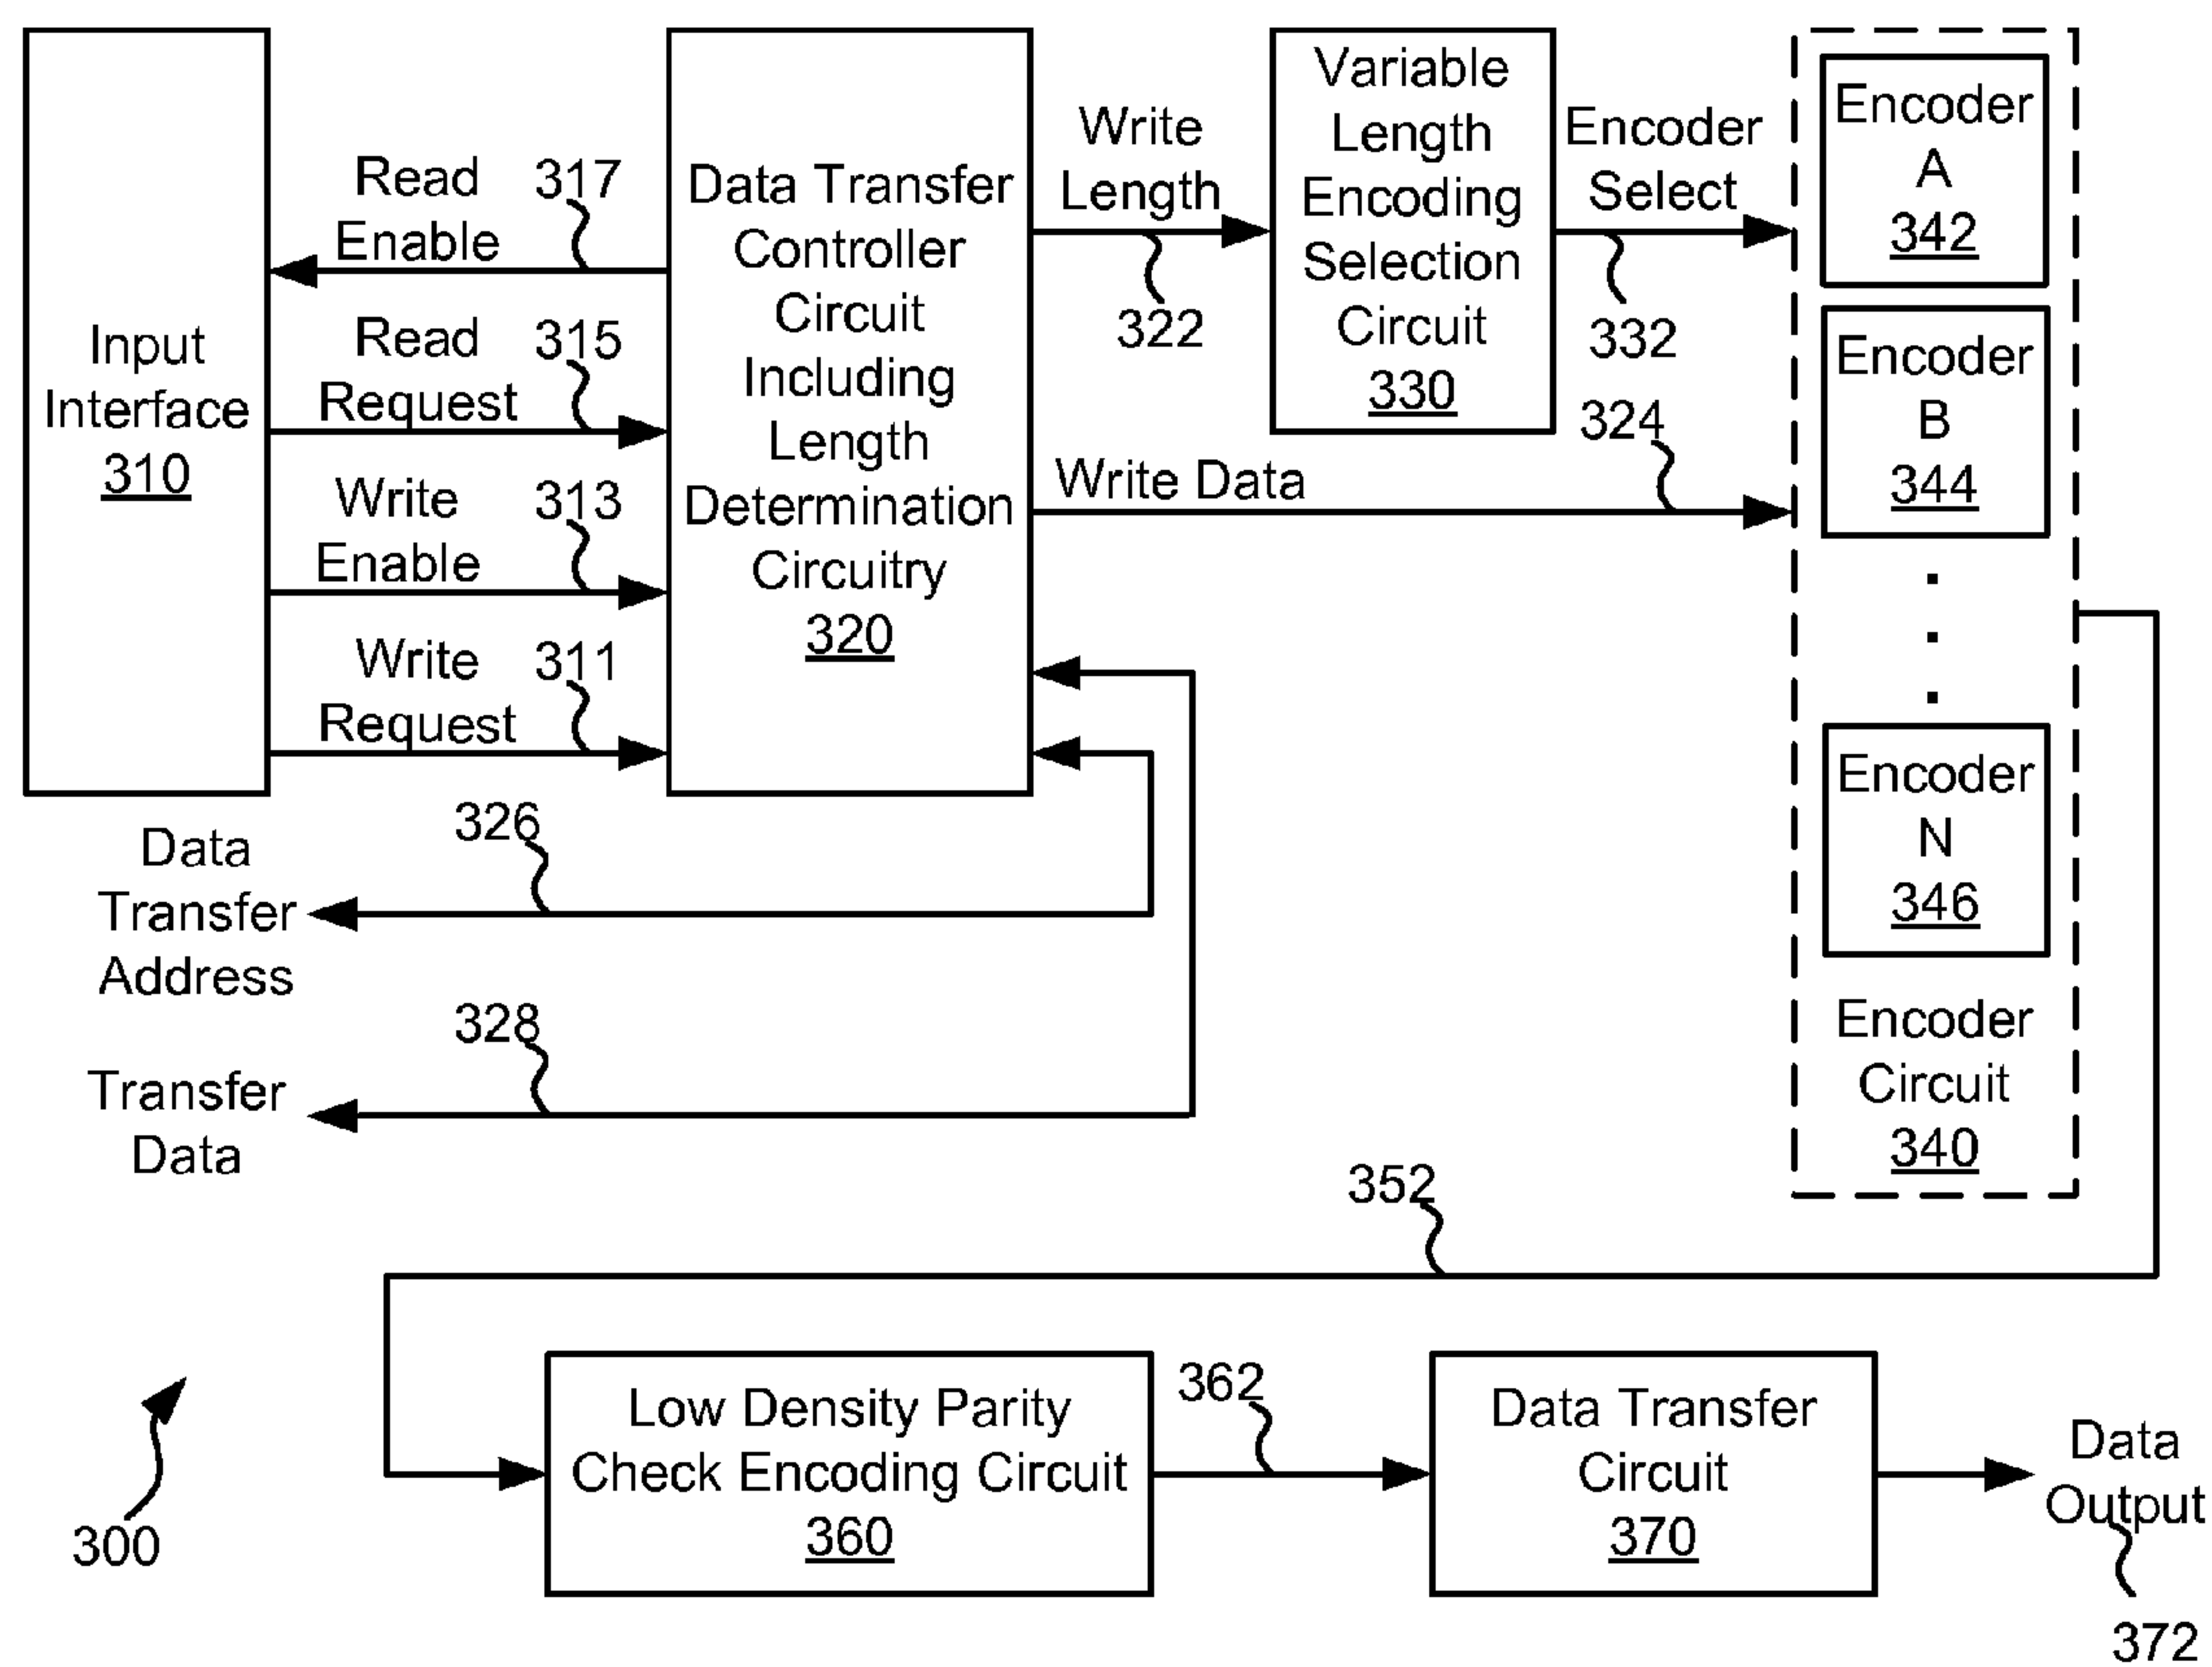 Input
Interface
310
Read
Enable
317
Read
Request
315
Write
Enable
313
Write
Request
311
Data Transfer
Controller
Circuit
Including
Length
Determination
Circuitry
320
Write
Length
322
Variable
Length
Encoding
Selection
Circuit
330
Encoder
Select
332
324
Write Data
Encoder
A
342
Encoder
B
344
Encoder
N
346
Encoder
Circuit
340
326
Data
Transfer
Address
328
Transfer
Data
352
300
Low Density Parity
Check Encoding Circuit
360
362
Data Transfer
Circuit
370
Data
Output
372